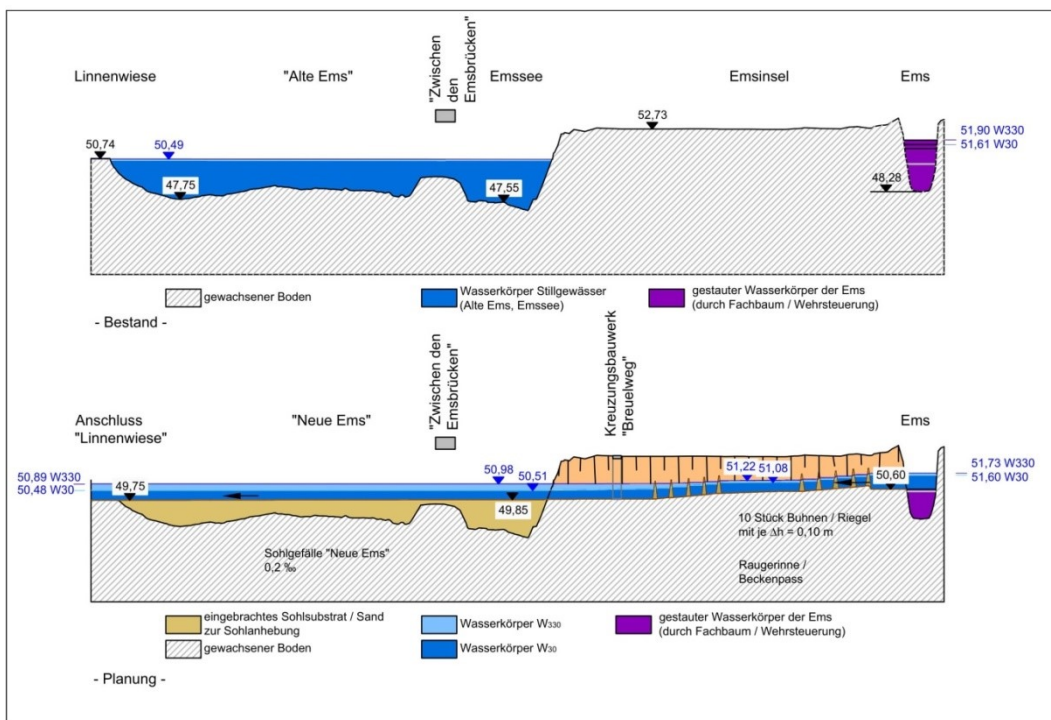 Linnenwiese
"Alte Ems"
"Zwischen
den
Emsbrücken"
Emssee
Emsinsel
Ems
50,74
50,49
52,73
51,90 W330
51,61 W30
47,75
47,55
48,28
gewachsener Boden
Wasserkörper Stillgewässer
(Alte Ems, Emssee)
gestauter Wasserkörper der Ems
(durch Fachbaum / Wehrsteuerung)
- Bestand -
Anschluss
"Linnenwiese"
"Neue Ems"
"Zwischen den
Emsbrücken"
Kreuzungsbauwerk
"Breuelweg"
Ems
50,89 W330
50,48 W30
49,75
50,98
50,51
51,22
51,08
50,60
51,73 W330
51,60 W30
49,85
10 Stück Buhnen / Riegel
mit je Δh = 0,10 m
Sohlgefälle "Neue Ems"
0,2 ‰
Raugerinne /
Beckenpass
eingebrachtes Sohlsubstrat / Sand
zur Sohlanhebung
gewachsener Boden
Wasserkörper W330
Wasserkörper W30
gestauter Wasserkörper der Ems
(durch Fachbaum / Wehrsteuerung)
- Planung -